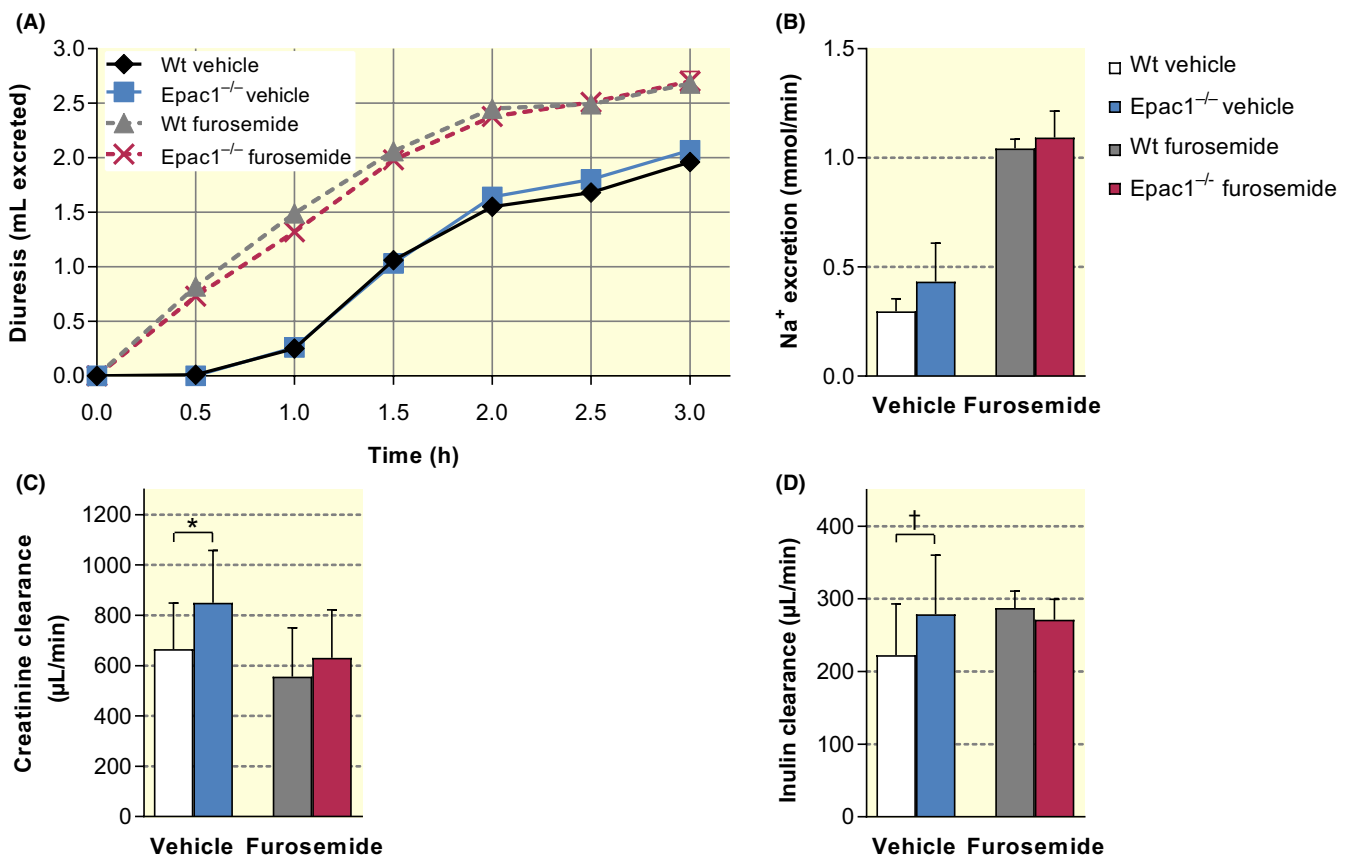 (A)
Diuresis (mL excreted)
3.0
2.5
2.0
1.5
1.0
0.5
0.0
Wt vehicle
Epac1–/– vehicle
Wt furosemide
Epac1–/– furosemide
0.0 0.5 1.0 1.5 2.0 2.5 3.0
Time (h)
(B)
Na+ excretion (mmol/min)
1.5
1.0
0.5
0.0
Vehicle Furosemide
Wt vehicle
Epac1–/– vehicle
Wt furosemide
Epac1–/– furosemide
(C)
Creatinine clearance
(µL/min)
1200
1000
800
600
400
200
0
*
Vehicle Furosemide
(D)
Inulin clearance (µL/min)
400
300
200
100
0
†
Vehicle Furosemide